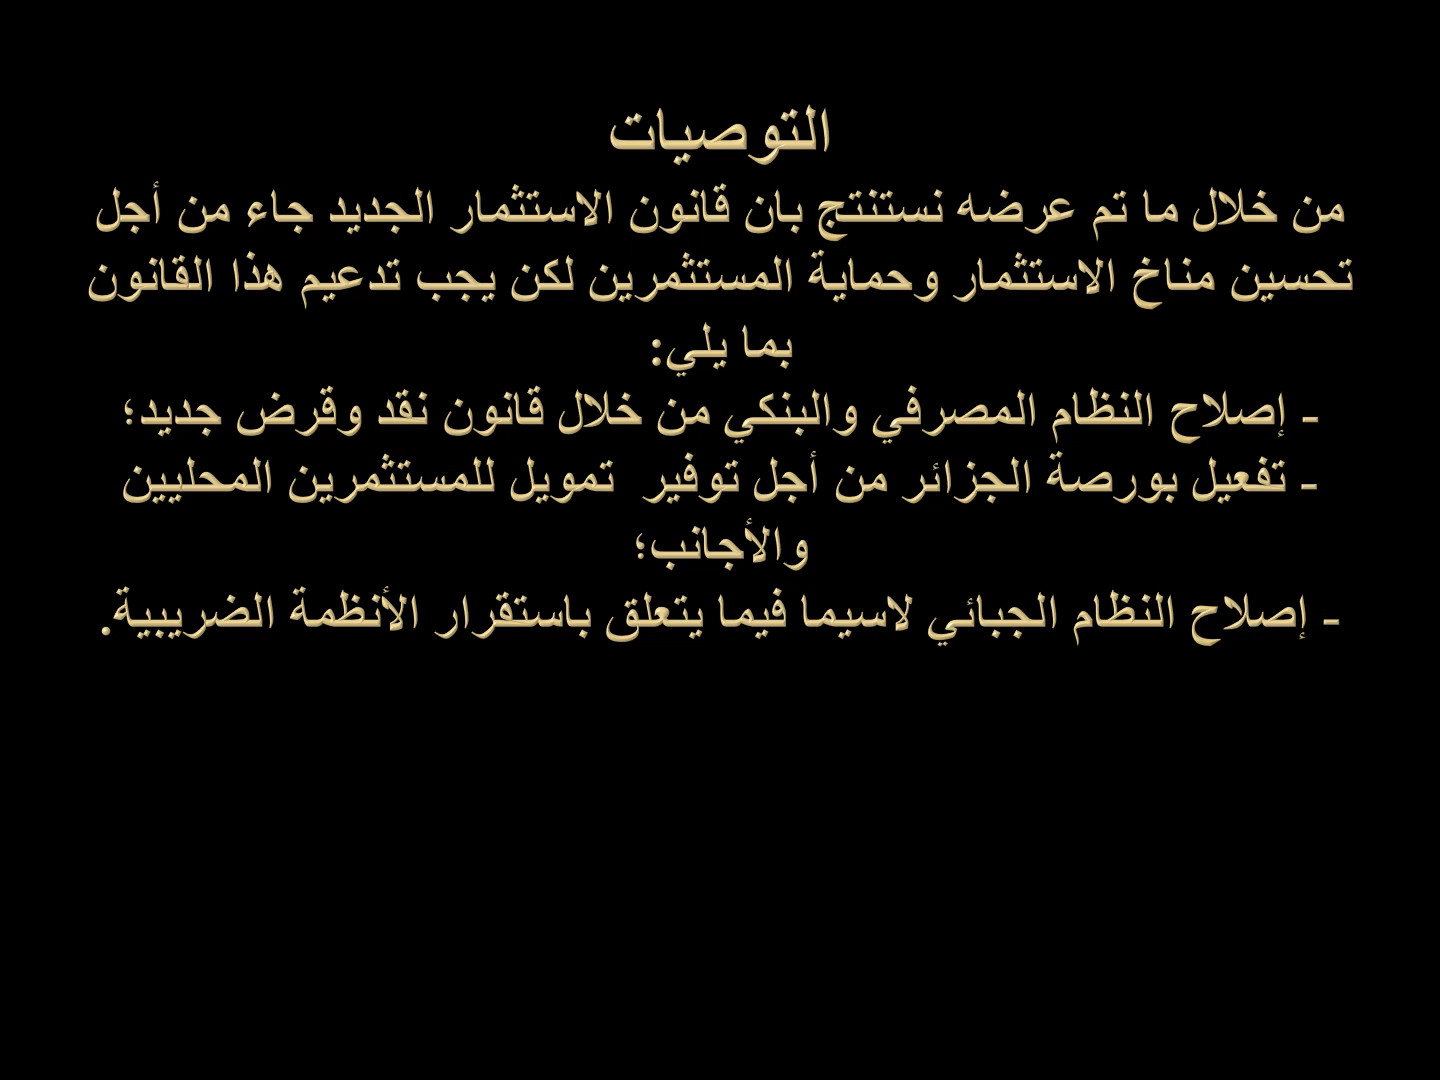 التوصيات
من خلال ما تم عرضه نستنتج بان قانون الاستثمار الجديد جاء من أجل
تحسين مناخ الاستثمار وحماية المستثمرين لكن يجب تدعيم هذا القانون
بما يلي:
- إصلاح النظام المصرفي والبنكي من خلال قانون نقد وقرض جديد؛
- تفعيل بورصة الجزائر من أجل توفير  تمويل للمستثمرين المحليين
والأجانب؛
- إصلاح النظام الجبائي لاسيما فيما يتعلق باستقرار الأنظمة الضريبية.